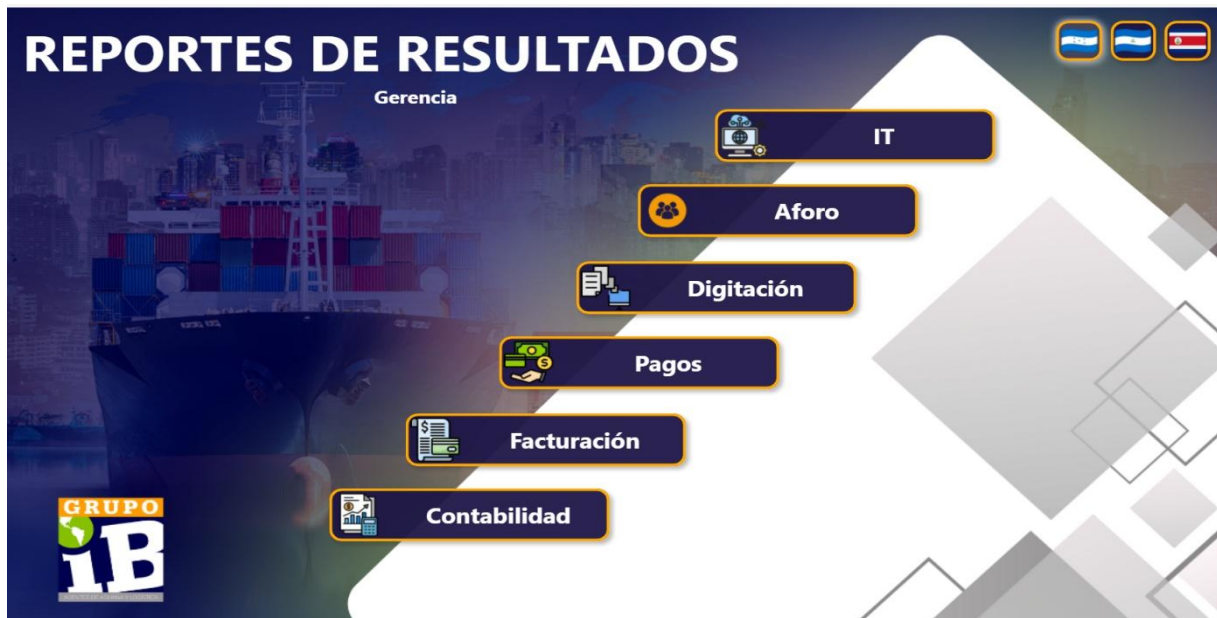 REPORTES DE RESULTADOS
Gerencia
IT
Aforo
Digitación
Pagos
Facturación
Contabilidad
GRUPO
iB